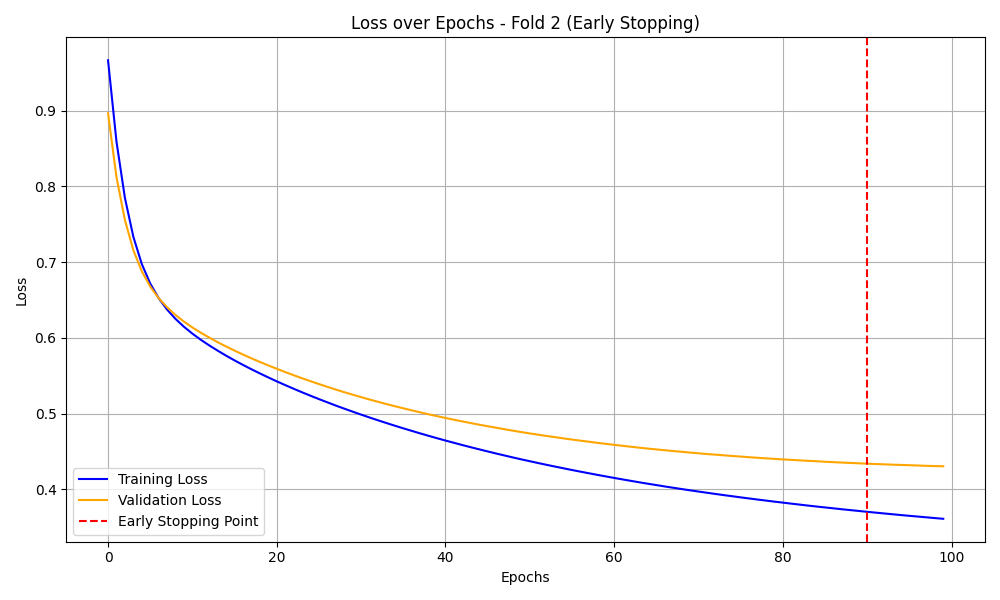 Loss over Epochs - Fold 2 (Early Stopping)
Loss
0.9
0.8
0.7
0.6
0.5
0.4
Training Loss
Validation Loss
Early Stopping Point
0 20 40 60 80 100
Epochs